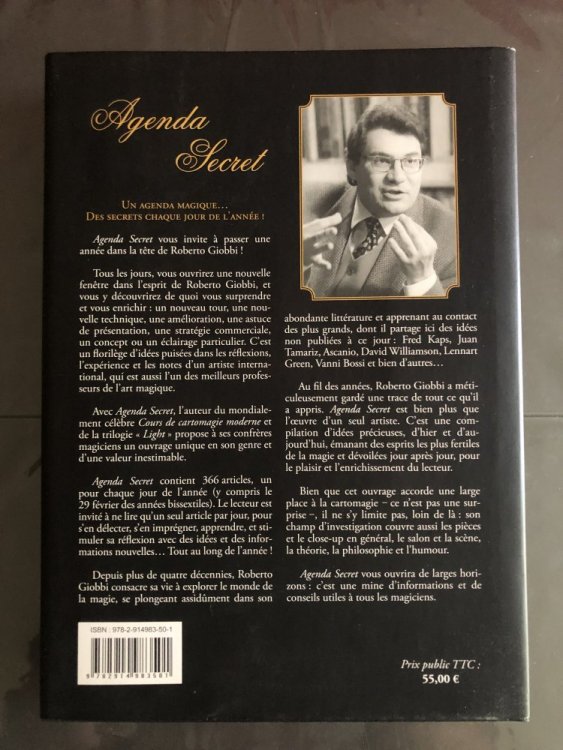 Agenda
Secret
Un agenda magique...
Des secrets chaque jour de l'année !
Agenda Secret vous invite à passer une
année dans la tête de Roberto Giobbi !
Tous les jours, vous ouvrirez une nouvelle
fenêtre dans l'esprit de Roberto Giobbi, et
vous y découvrirez de quoi vous surprendre
et vous enrichir : un nouveau tour, une nou-
velle technique, une amélioration, une astuce
de présentation, une stratégie commerciale,
un concept ou un éclairage particulier. C'est
un florilège d'idées puisées dans les réflexions,
l'expérience et les notes d'un artiste interna-
tional, qui est aussi l'un des meilleurs profes-
seurs de l'art magique.
Avec Agenda Secret, l'auteur du mondiale-
ment célèbre Cours de cartomagie moderne et
de la trilogie « Light » propose à ses confrères
magiciens un ouvrage unique en son genre et
d'une valeur inestimable.
Agenda Secret contient 366 articles, un
pour chaque jour de l'année (y compris le
29 février des années bissextiles). Le lecteur est
invité à ne lire qu'un seul article par jour, pour
s'en délecter, s'en imprégner, apprendre, et sti-
muler sa réflexion avec des idées et des infor-
mations nouvelles... Tout au long de l'année !
Depuis plus de quatre décennies, Roberto
Giobbi consacre sa vie à explorer le monde de
la magie, se plongeant assidûment dans son
abondante littérature et apprenant au contact
des plus grands, dont il partage ici des idées
non publiées à ce jour : Fred Kaps, Juan
Tamariz, Ascanio, David Williamson, Lennart
Green, Vanni Bossi et bien d'autres...
Au fil des années, Roberto Giobbi a méti-
culeusement gardé une trace de tout ce qu'il
a appris. Agenda Secret est bien plus que
l'œuvre d'un seul artiste. C'est une com-
pilation d'idées précieuses, d'hier et d'au-
jourd'hui, émanant des esprits les plus fertiles
de la magie et dévoilées jour après jour, pour
le plaisir et l'enrichissement du lecteur.
Bien que cet ouvrage accorde une large
place à la cartomagie – ce n'est pas une sur-
prise –, il ne s'y limite pas, loin de là : son
champ d'investigation couvre aussi les pièces
et le close-up en général, le salon et la scène,
la théorie, la philosophie et l'humour.
Agenda Secret vous ouvrira de larges hori-
zons : c'est une mine d'informations et de
conseils utiles à tous les magiciens.
ISBN : 978-2-914983-50-1
9 782914 983501
Prix public TTC :
55,00 €